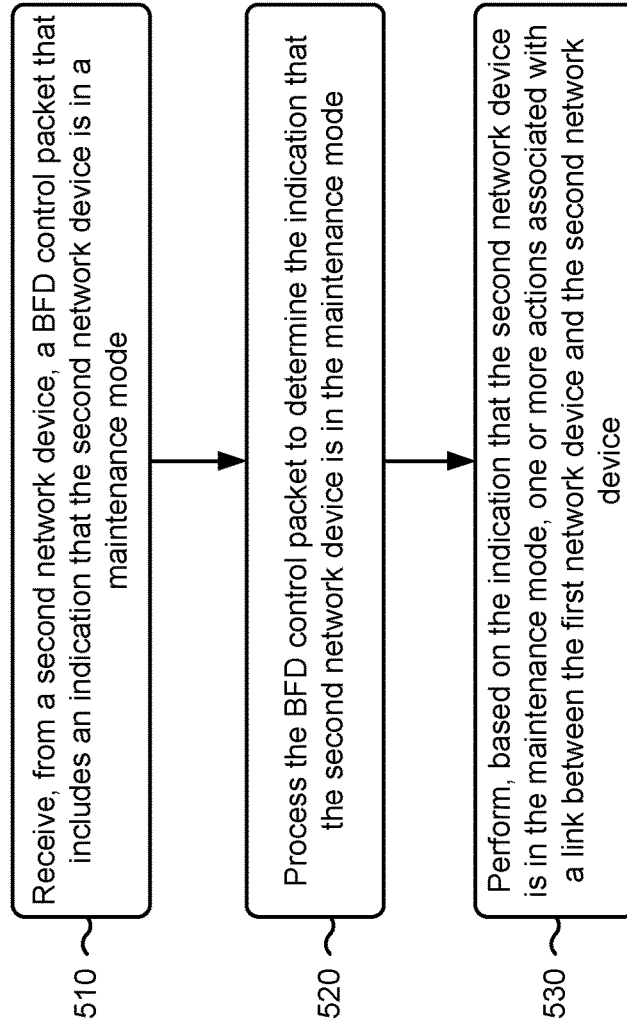 510
Receive, from a second network device, a BFD control packet that
includes an indication that the second network device is in a
maintenance mode
520
Process the BFD control packet to determine the indication that
the second network device is in the maintenance mode
530
Perform, based on the indication that the second network device
is in the maintenance mode, one or more actions associated with
a link between the first network device and the second network
device